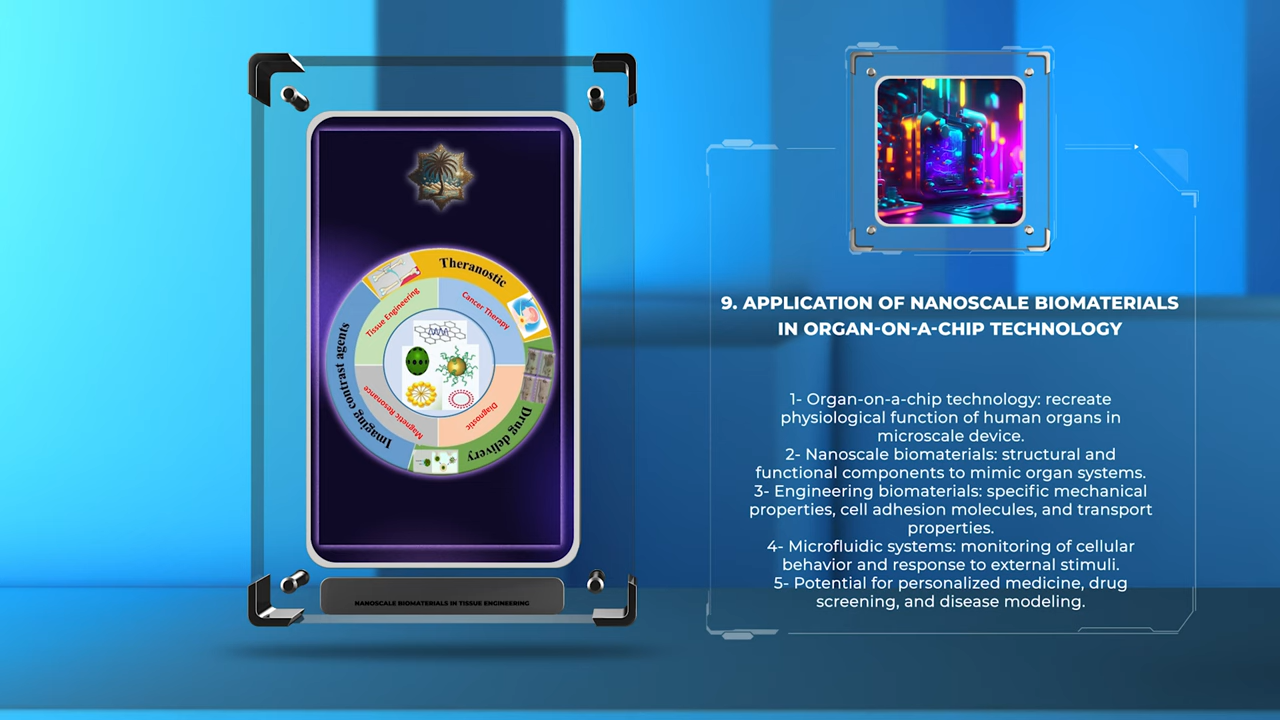 Theranostic
Tissue Engineering
Cancer Therapy
Imaging contrast agents
Magnetic Resonance
Diagnostic
Drug delivery
NANOSCALE BIOMATERIALS IN TISSUE ENGINEERING
9. APPLICATION OF NANOSCALE BIOMATERIALS
IN ORGAN-ON-A-CHIP TECHNOLOGY
1- Organ-on-a-chip technology: recreate
physiological function of human organs in
microscale device.
2- Nanoscale biomaterials: structural and
functional components to mimic organ systems.
3- Engineering biomaterials: specific mechanical
properties, cell adhesion molecules, and transport
properties.
4- Microfluidic systems: monitoring of cellular
behavior and response to external stimuli.
5- Potential for personalized medicine, drug
screening, and disease modeling.